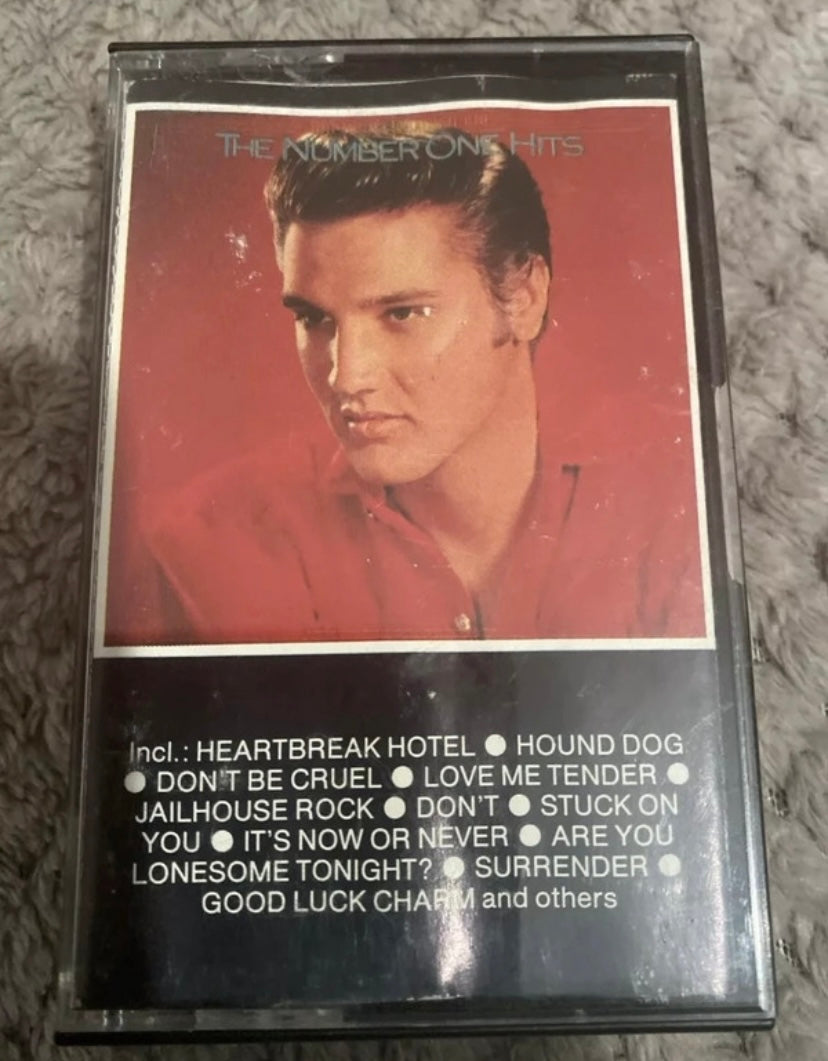 THE NUMBER ONE HITS
Incl.: HEARTBREAK HOTEL ● HOUND DOG
● DON'T BE CRUEL ● LOVE ME TENDER ●
JAILHOUSE ROCK ● DON'T ● STUCK ON
YOU ● IT'S NOW OR NEVER ● ARE YOU
LONESOME TONIGHT? ● SURRENDER ●
GOOD LUCK CHARM and others